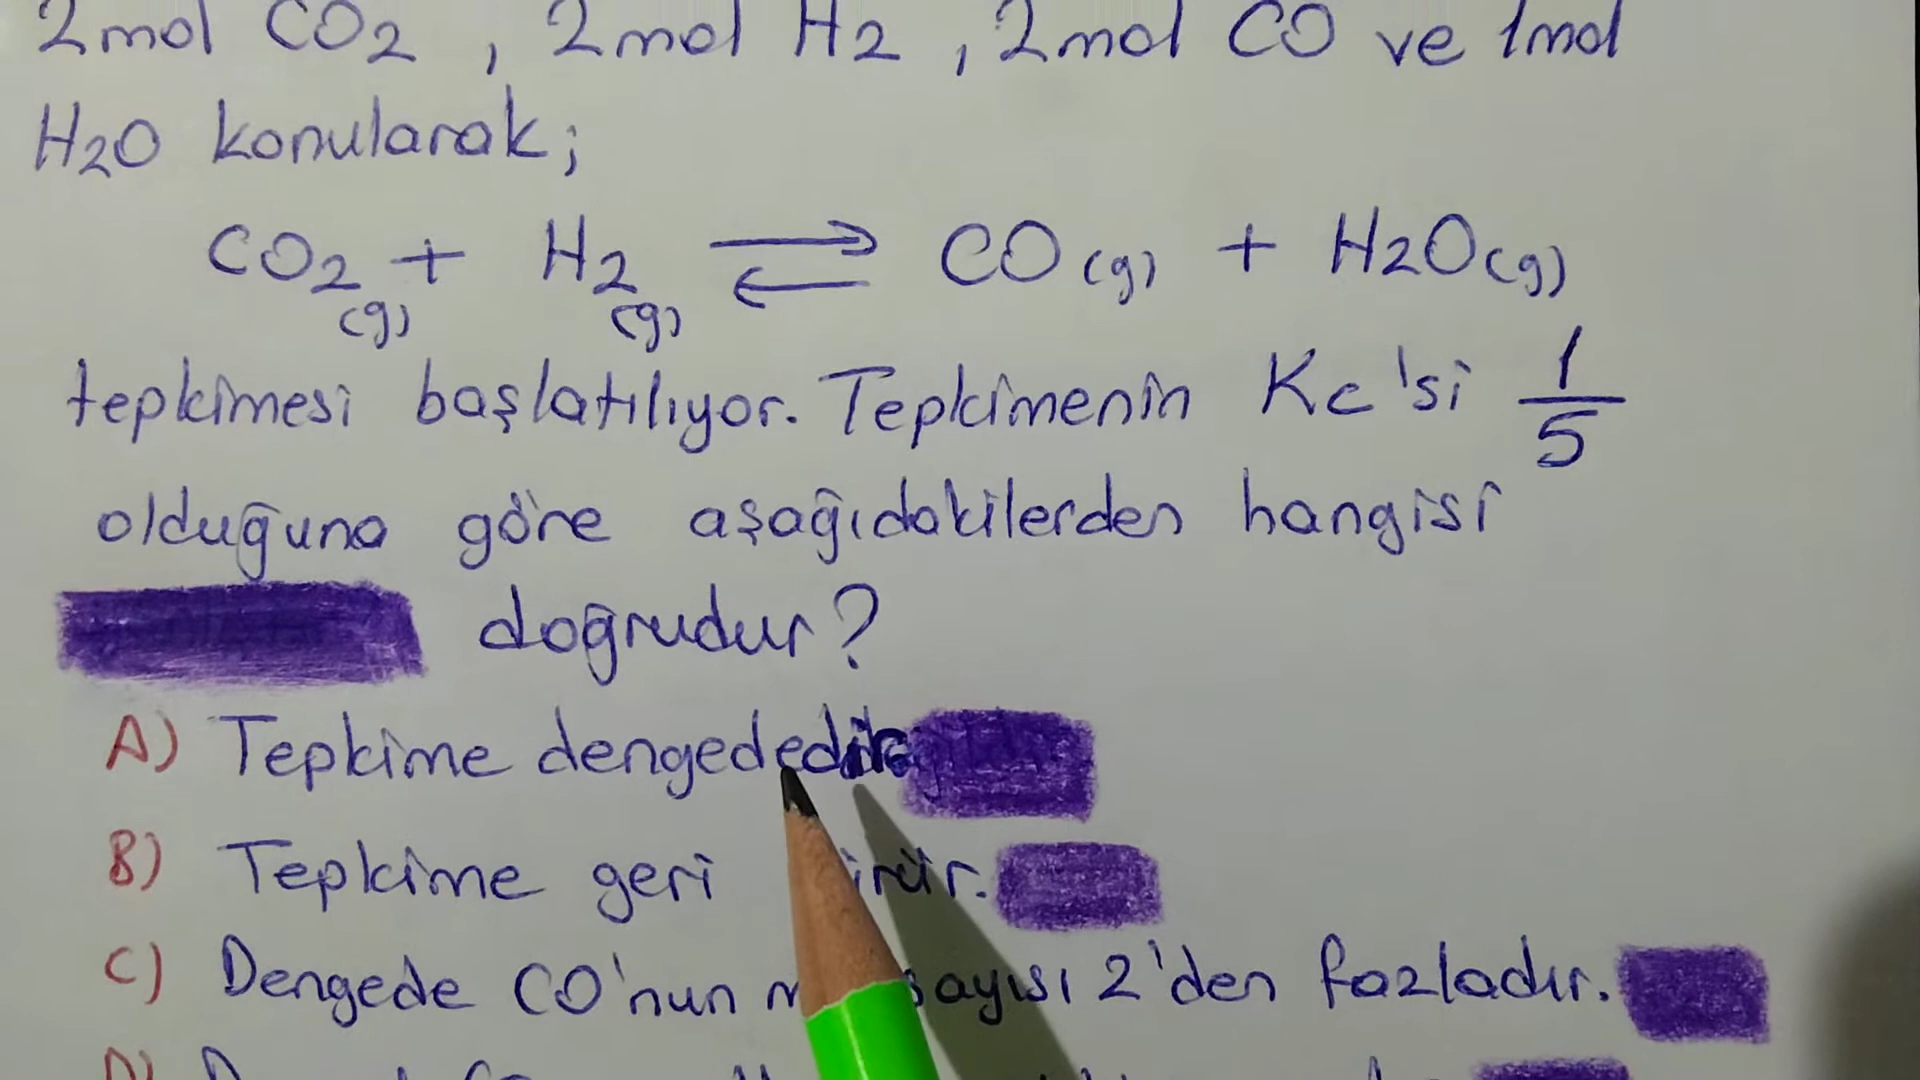 2mol CO2, 2mol H2, 2mol CO ve 1mol
H2O konularak;
CO2(g) + H2(g) ⇌ CO(g) + H2O(g)
tepkimesi başlatılıyor. Tepkimenin Kc'si 1/5
olduğuna göre aşağıdakilerden hangisi
doğrudur?
A) Tepkime dengededir
B) Tepkime geri
C) Dengede CO'nun sayısı 2'den fazladır.
D)